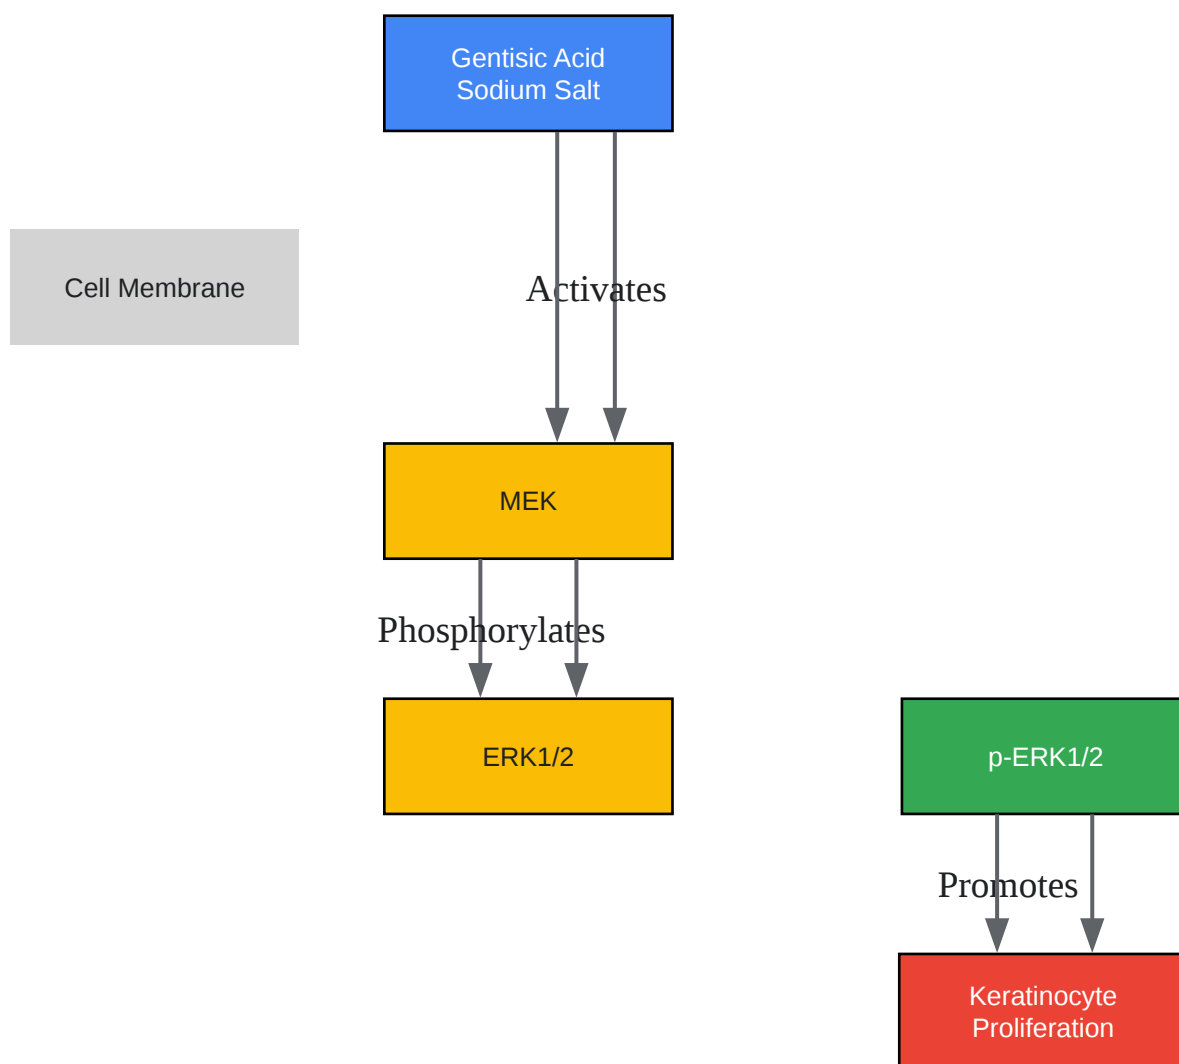 Gentisic Acid
Sodium Salt
Cell Membrane
Activates
MEK
Phosphorylates
ERK1/2
p-ERK1/2
Promotes
Keratinocyte
Proliferation